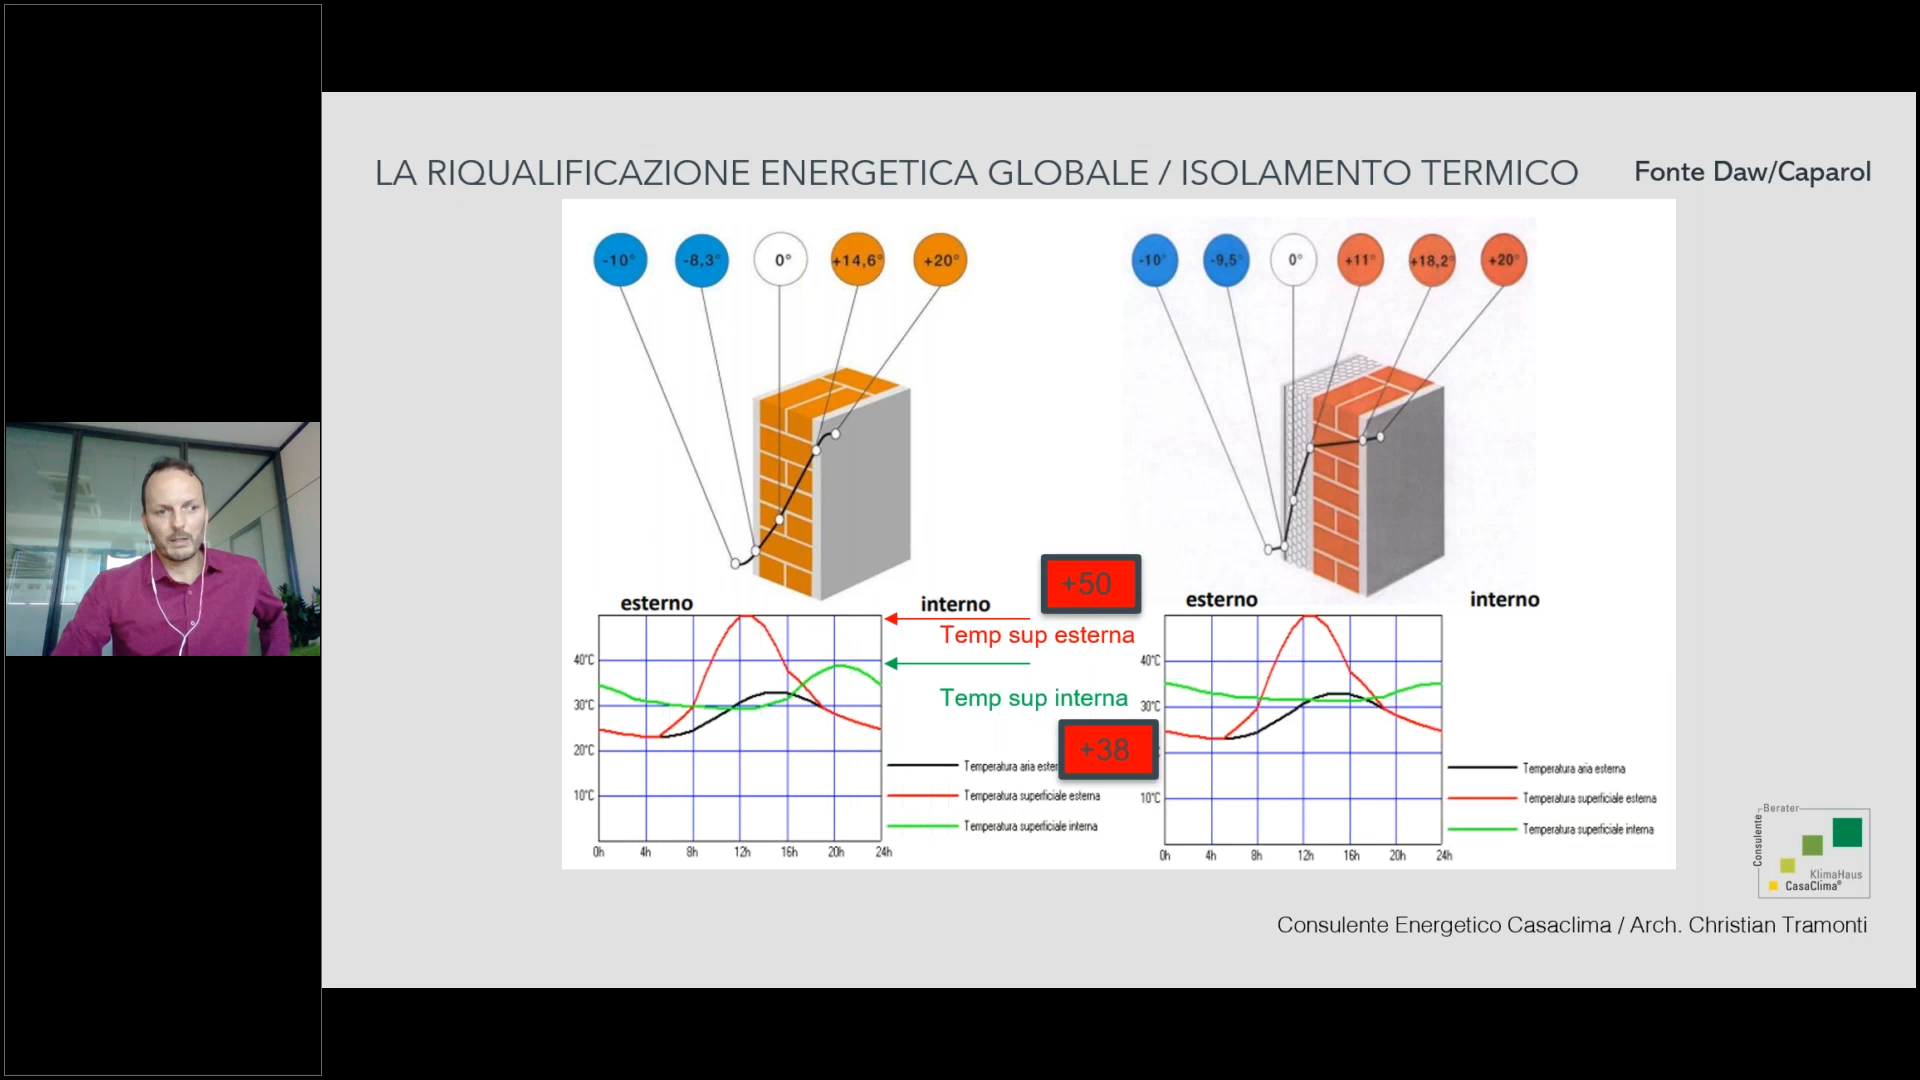 LA RIQUALIFICAZIONE ENERGETICA GLOBALE / ISOLAMENTO TERMICO
Fonte Daw/Caparol
-10° -8,3° 0° +14,6° +20°
-10° -9,5° 0° +11° +18,2° +20°
esterno interno
+50
esterno interno
Temp sup esterna
Temp sup interna
+38
40°C
30°C
20°C
10°C
0h 4h 8h 12h 16h 20h 24h
Temperatura aria ester
Temperatura superficiale esterna
Temperatura superficiale interna
40°C
30°C
10°C
0h 4h 8h 12h 16h 20h 24h
Temperatura aria esterna
Temperatura superficiale esterna
Temperatura superficiale interna
Berater
Consulente
KlimaHaus
CasaClima®
Consulente Energetico Casaclima / Arch. Christian Tramonti